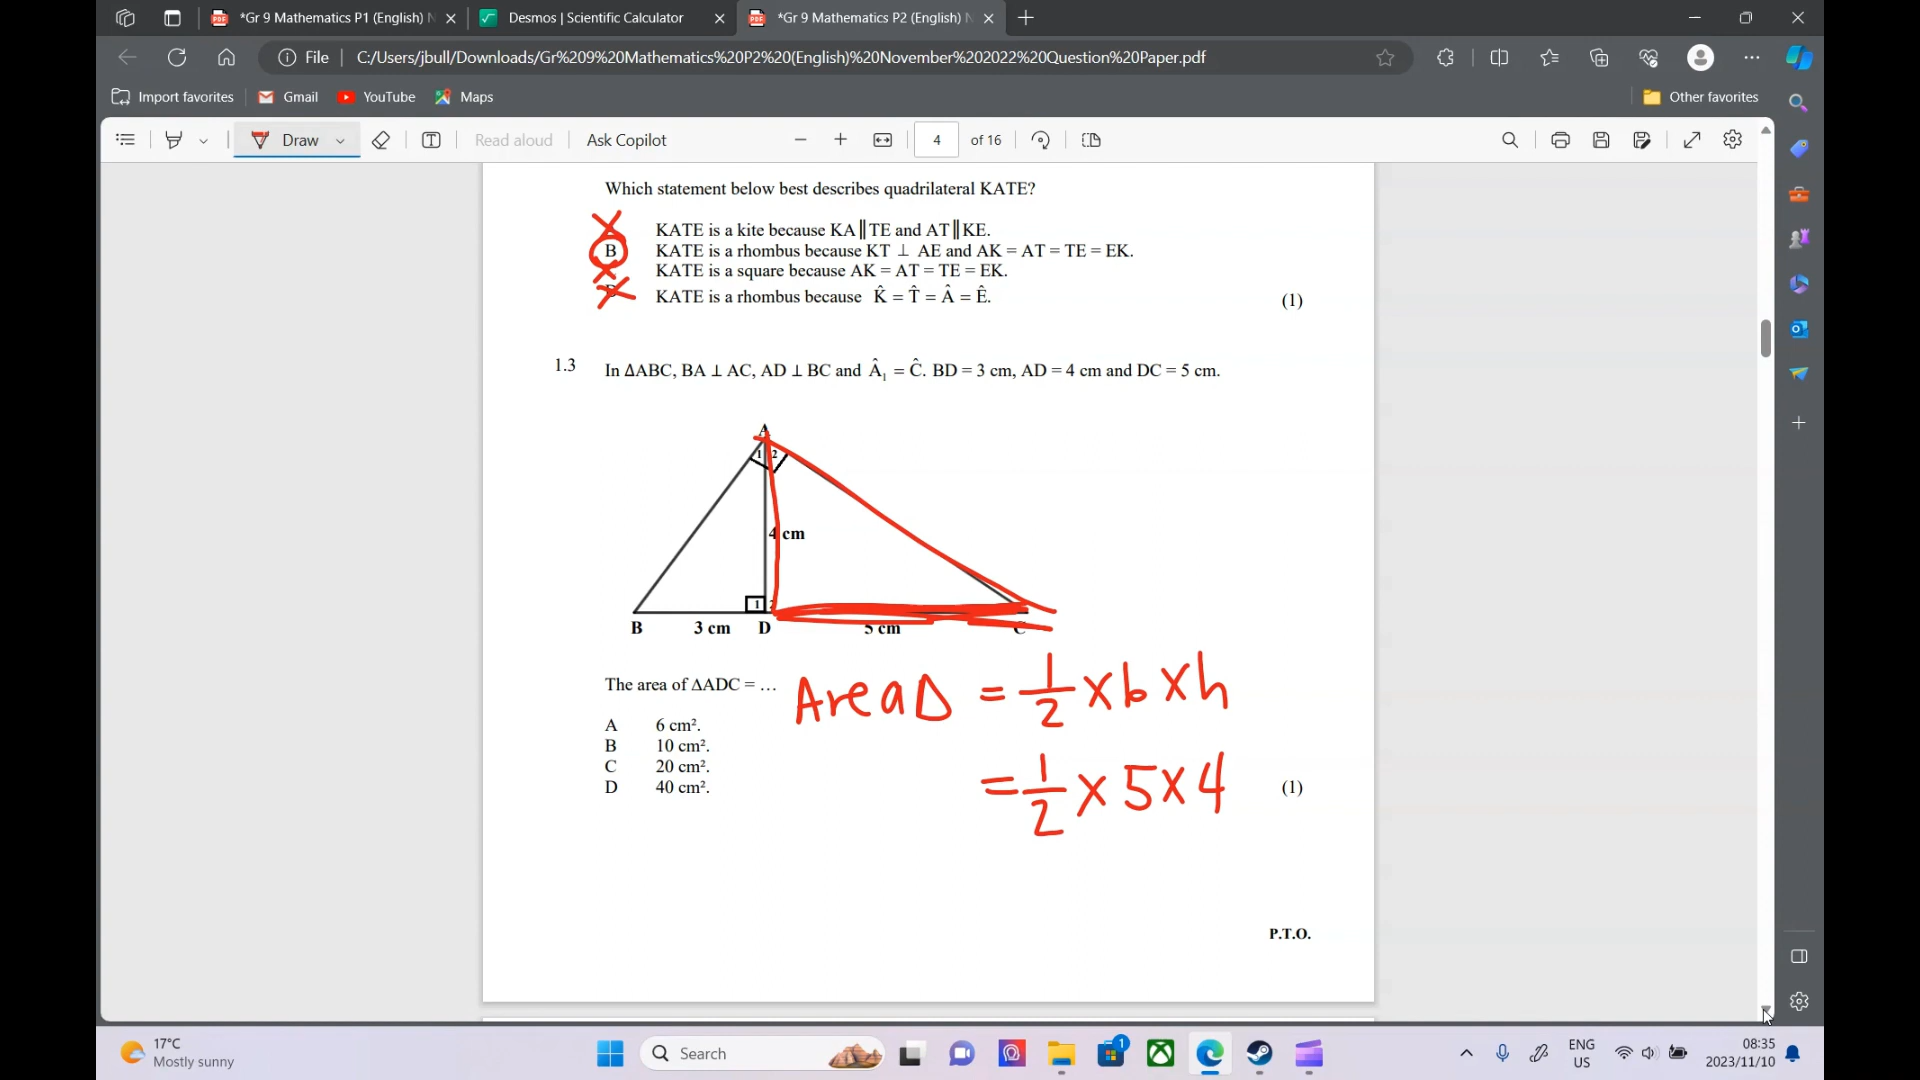 *Gr 9 Mathematics P1 (English) N
Desmos | Scientific Calculator
*Gr 9 Mathematics P2 (English) N
File
C:/Users/jbull/Downloads/Gr%209%20Mathematics%20P2%20(English)%20November%202022%20Question%20Paper.pdf
Import favorites
Gmail
YouTube
Maps
Other favorites
Draw
Read aloud
Ask Copilot
4 of 16
Which statement below best describes quadrilateral KATE?
KATE is a kite because KA∥TE and AT∥KE.
B KATE is a rhombus because KT ⊥ AE and AK = AT = TE = EK.
KATE is a square because AK = AT = TE = EK.
D KATE is a rhombus because K̂ = T̂ = Â = Ê.
(1)
1.3 In ΔABC, BA ⊥ AC, AD ⊥ BC and Â₁ = Ĉ. BD = 3 cm, AD = 4 cm and DC = 5 cm.
A
1 2
4 cm
1 2
B 3 cm D 5 cm C
The area of ΔADC = …
Area Δ = 1/2 × b × h
A 6 cm².
B 10 cm².
C 20 cm².
D 40 cm².
= 1/2 × 5 × 4
(1)
P.T.O.
17°C
Mostly sunny
Search
1
ENG
US
08:35
2023/11/10